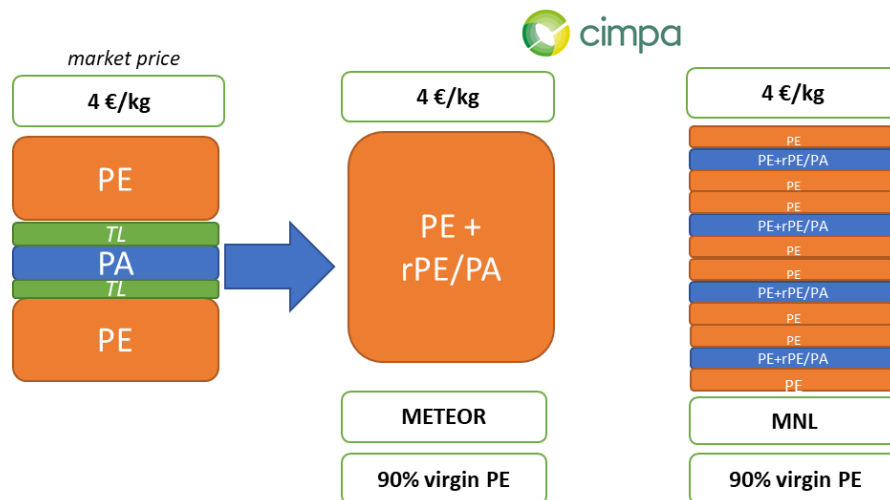 cimpa
market price
4 €/kg
PE
TL
PA
TL
PE
4 €/kg
PE +
rPE/PA
METEOR
90% virgin PE
4 €/kg
PE
PE+rPE/PA
PE
PE
PE+rPE/PA
PE
PE
PE+rPE/PA
PE
PE
PE+rPE/PA
PE
MNL
90% virgin PE